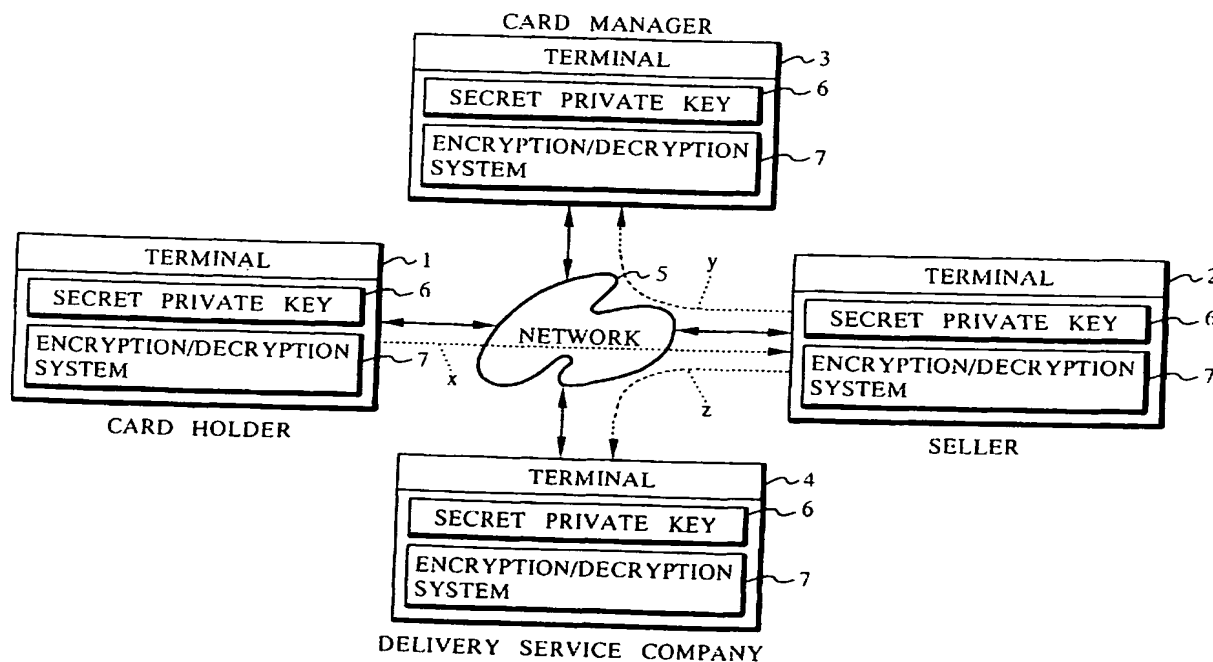 CARD MANAGER
TERMINAL
3
SECRET PRIVATE KEY
6
ENCRYPTION/DECRYPTION
SYSTEM
7
TERMINAL
1
SECRET PRIVATE KEY
6
ENCRYPTION/DECRYPTION
SYSTEM
7
CARD HOLDER
5
NETWORK
x
y
z
TERMINAL
2
SECRET PRIVATE KEY
6
ENCRYPTION/DECRYPTION
SYSTEM
7
SELLER
TERMINAL
4
SECRET PRIVATE KEY
6
ENCRYPTION/DECRYPTION
SYSTEM
7
DELIVERY SERVICE COMPANY